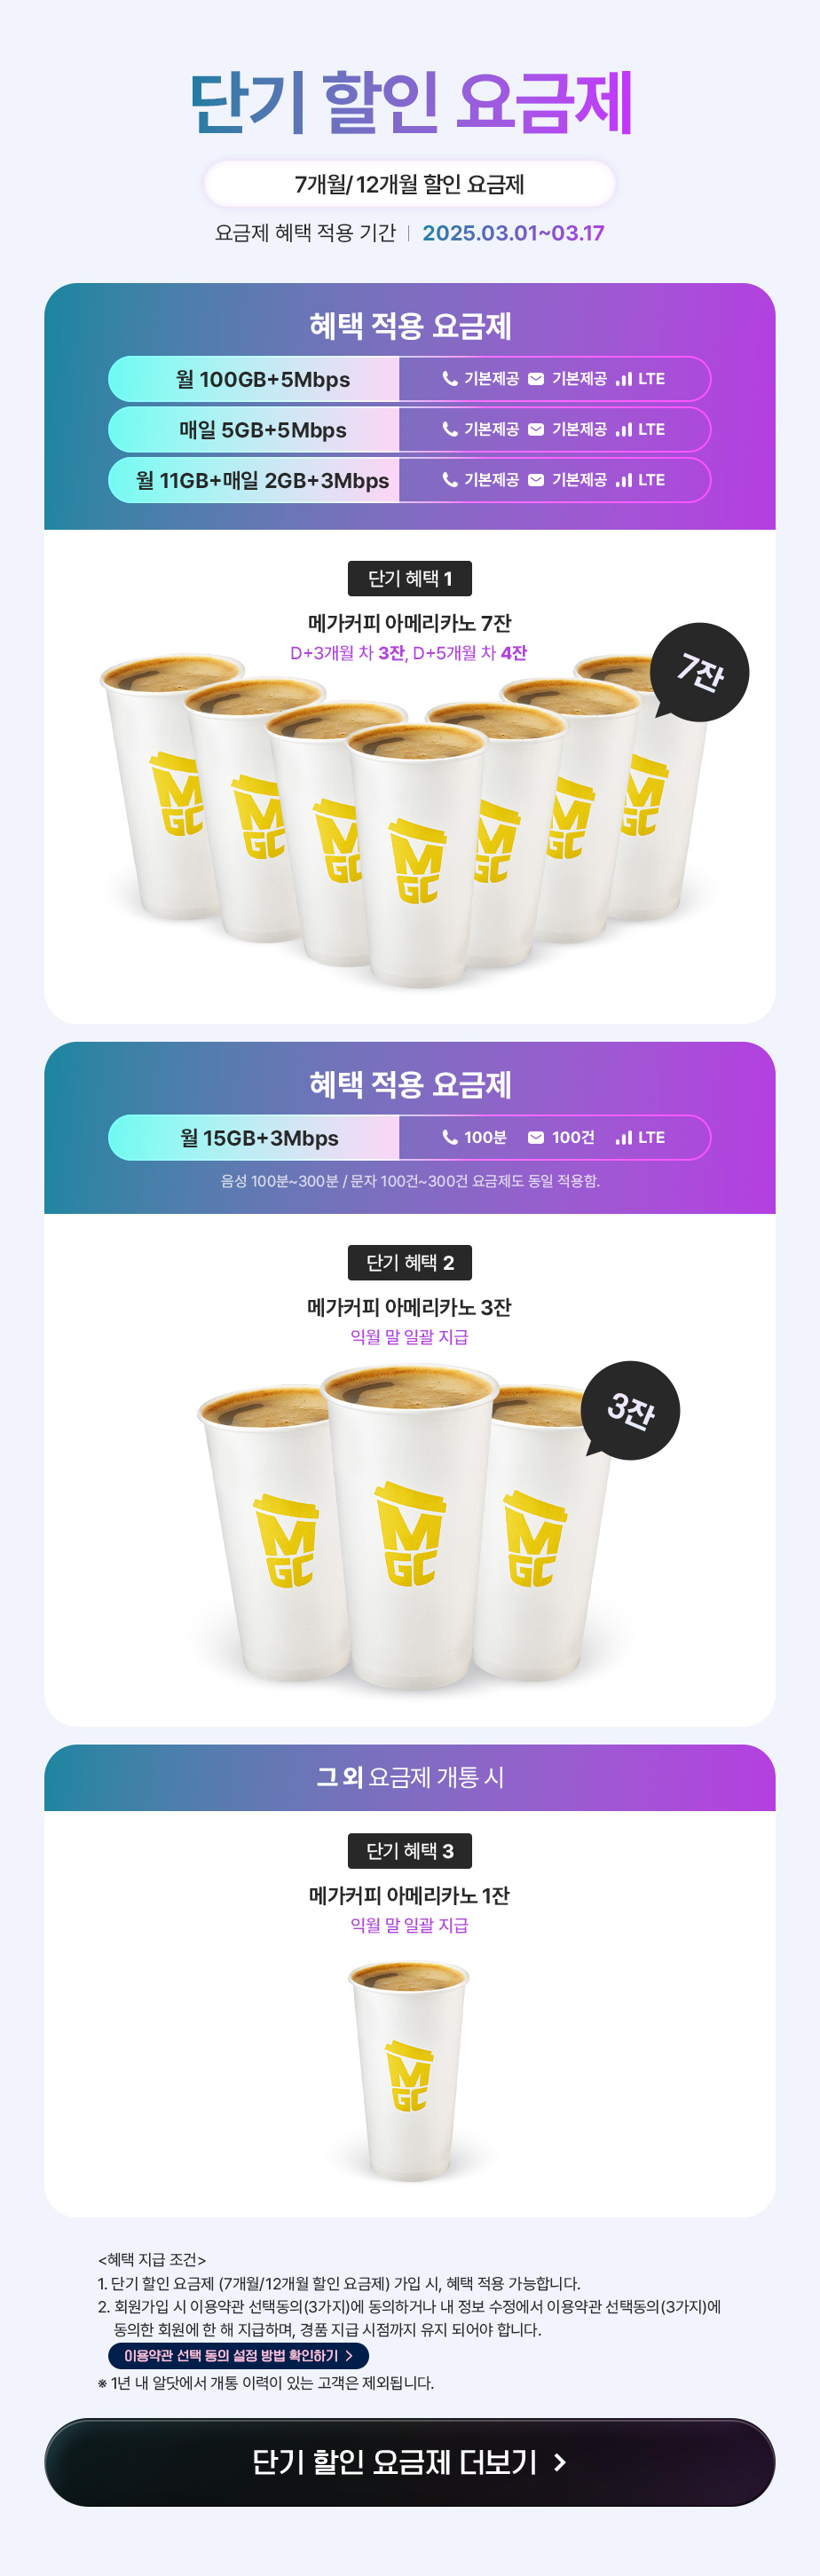 단기 할인 요금제
7개월/12개월 할인 요금제
요금제 혜택 적용 기간 | 2025.03.01~03.17
혜택 적용 요금제
월 100GB+5Mbps 기본제공 기본제공 LTE
매일 5GB+5Mbps 기본제공 기본제공 LTE
월 11GB+매일 2GB+3Mbps 기본제공 기본제공 LTE
단기 혜택 1
메가커피 아메리카노 7잔
D+3개월 차 3잔, D+5개월 차 4잔
7잔
M
GC
M
GC
M
GC
M
GC
M
GC
M
GC
M
GC
혜택 적용 요금제
월 15GB+3Mbps 100분 100건 LTE
음성 100분~300분 / 문자 100건~300건 요금제도 동일 적용함.
단기 혜택 2
메가커피 아메리카노 3잔
익월 말 일괄 지급
3잔
M
GC
M
GC
M
GC
그 외 요금제 개통 시
단기 혜택 3
메가커피 아메리카노 1잔
익월 말 일괄 지급
M
GC
<혜택 지급 조건>
1. 단기 할인 요금제 (7개월/12개월 할인 요금제) 가입 시, 혜택 적용 가능합니다.
2. 회원가입 시 이용약관 선택동의(3가지)에 동의하거나 내 정보 수정에서 이용약관 선택동의(3가지)에
동의한 회원에 한 해 지급하며, 경품 지급 시점까지 유지 되어야 합니다.
이용약관 선택 동의 설정 방법 확인하기 >
※ 1년 내 알닷에서 개통 이력이 있는 고객은 제외됩니다.
단기 할인 요금제 더보기 >